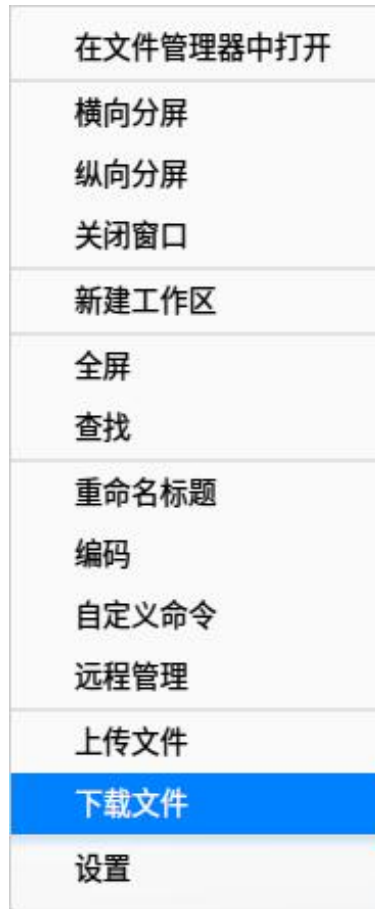 在文件管理器中打开
横向分屏
纵向分屏
关闭窗口
新建工作区
全屏
查找
重命名标题
编码
自定义命令
远程管理
上传文件
下载文件
设置